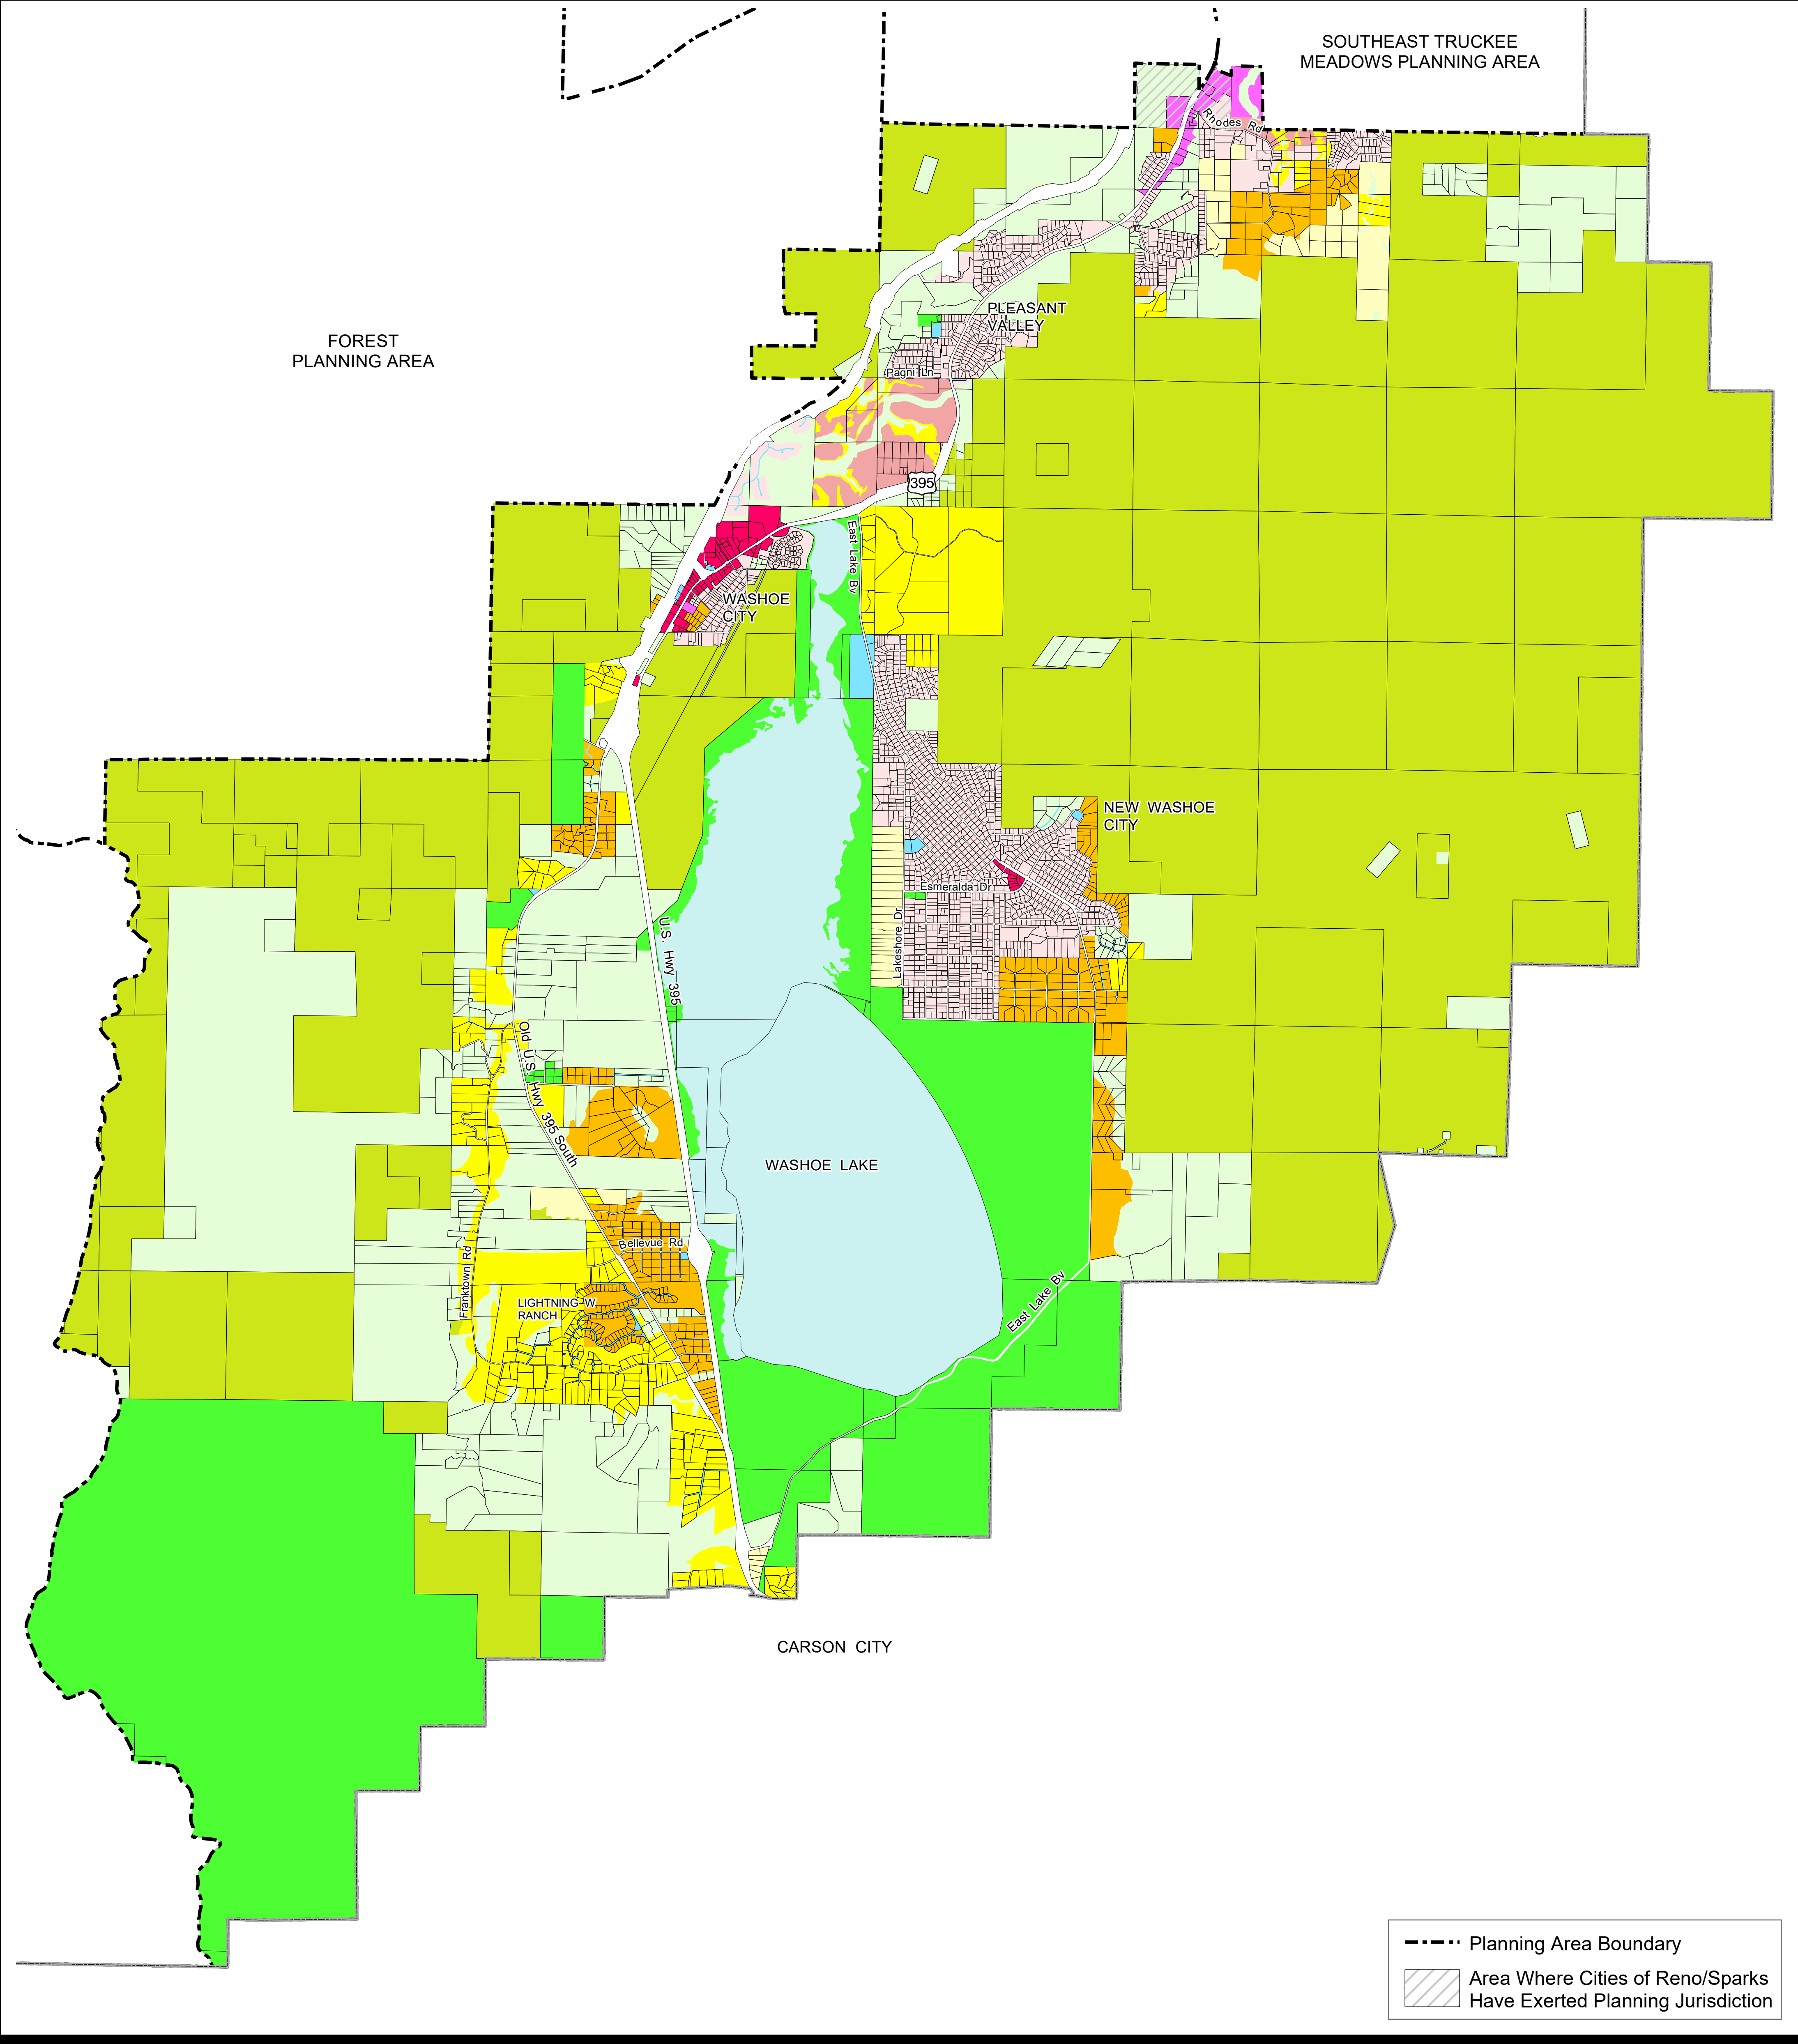 SOUTHEAST TRUCKEE
MEADOWS PLANNING AREA
Rhodes Rd
FOREST
PLANNING AREA
PLEASANT
VALLEY
Pagni Ln
395
East Lake Bv
WASHOE
CITY
NEW WASHOE
CITY
Esmeralda Dr
Lakeshore Dr
U.S. Hwy 395
Old U.S. Hwy 395 South
WASHOE LAKE
Bellevue Rd
Franktown Rd
LIGHTNING W
RANCH
East Lake Bv
CARSON CITY
Planning Area Boundary
Area Where Cities of Reno/Sparks
Have Exerted Planning Jurisdiction